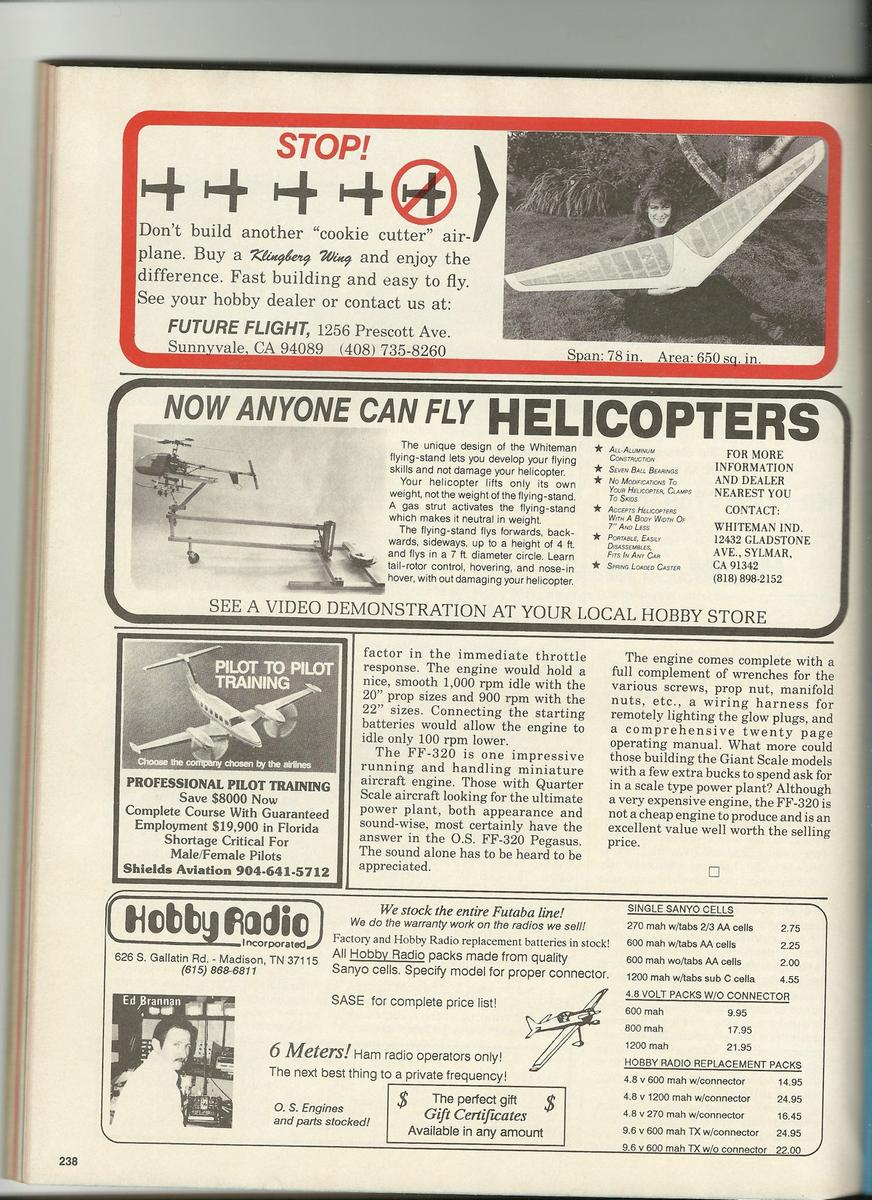 STOP!
Don't build another "cookie cutter" air-
plane. Buy a Klingberg Wing and enjoy the
difference. Fast building and easy to fly.
See your hobby dealer or contact us at:
FUTURE FLIGHT, 1256 Prescott Ave.
Sunnyvale, CA 94089 (408) 735-8260
Span: 78 in. Area: 650 sq. in.
NOW ANYONE CAN FLY HELICOPTERS
The unique design of the Whiteman
flying-stand lets you develop your flying
skills and not damage your helicopter.
Your helicopter lifts only its own
weight, not the weight of the flying-stand.
A gas strut activates the flying-stand
which makes it neutral in weight.
The flying-stand flys forwards, back-
wards, sideways, up to a height of 4 ft.
and flys in a 7 ft. diameter circle. Learn
tail-rotor control, hovering, and nose-in
hover, with out damaging your helicopter.
★ ALL-ALUMINUM
CONSTRUCTION
★ SEVEN BALL BEARINGS
★ NO MODIFICATIONS TO
YOUR HELICOPTER, CLAMPS
TO SKIDS
★ ACCEPTS HELICOPTERS
WITH A BODY WIDTH OF
7" AND LESS
★ PORTABLE, EASILY
DISASSEMBLES,
FITS IN ANY CAR
★ SPRING LOADED CASTER
FOR MORE
INFORMATION
AND DEALER
NEAREST YOU
CONTACT:
WHITEMAN IND.
12432 GLADSTONE
AVE., SYLMAR,
CA 91342
(818) 898-2152
SEE A VIDEO DEMONSTRATION AT YOUR LOCAL HOBBY STORE
PILOT TO PILOT
TRAINING
Choose the company chosen by the airlines
PROFESSIONAL PILOT TRAINING
Save $8000 Now
Complete Course With Guaranteed
Employment $19,900 in Florida
Shortage Critical For
Male/Female Pilots
Shields Aviation 904-641-5712
factor in the immediate throttle
response. The engine would hold a
nice, smooth 1,000 rpm idle with the
20" prop sizes and 900 rpm with the
22" sizes. Connecting the starting
batteries would allow the engine to
idle only 100 rpm lower.
The FF-320 is one impressive
running and handling miniature
aircraft engine. Those with Quarter
Scale aircraft looking for the ultimate
power plant, both appearance and
sound-wise, most certainly have the
answer in the O.S. FF-320 Pegasus.
The sound alone has to be heard to be
appreciated.
The engine comes complete with a
full complement of wrenches for the
various screws, prop nut, manifold
nuts, etc., a wiring harness for
remotely lighting the glow plugs, and
a comprehensive twenty page
operating manual. What more could
those building the Giant Scale models
with a few extra bucks to spend ask for
in a scale type power plant? Although
a very expensive engine, the FF-320 is
not a cheap engine to produce and is an
excellent value well worth the selling
price.
Hobby Radio
Incorporated
626 S. Gallatin Rd. - Madison, TN 37115
(615) 868-6811
Ed Brannan
We stock the entire Futaba line!
We do the warranty work on the radios we sell!
Factory and Hobby Radio replacement batteries in stock!
All Hobby Radio packs made from quality
Sanyo cells. Specify model for proper connector.
SASE for complete price list!
6 Meters! Ham radio operators only!
The next best thing to a private frequency!
O. S. Engines
and parts stocked!
$ The perfect gift $
Gift Certificates
Available in any amount
SINGLE SANYO CELLS
270 mah w/tabs 2/3 AA cells 2.75
600 mah w/tabs AA cells 2.25
600 mah wo/tabs AA cells 2.00
1200 mah w/tabs sub C cella 4.55
4.8 VOLT PACKS W/O CONNECTOR
600 mah 9.95
800 mah 17.95
1200 mah 21.95
HOBBY RADIO REPLACEMENT PACKS
4.8 v 600 mah w/connector 14.95
4.8 v 1200 mah w/connector 24.95
4.8 v 270 mah w/connector 16.45
9.6 v 600 mah TX w/connector 24.95
9.6 v 600 mah TX w/o connector 22.00
238